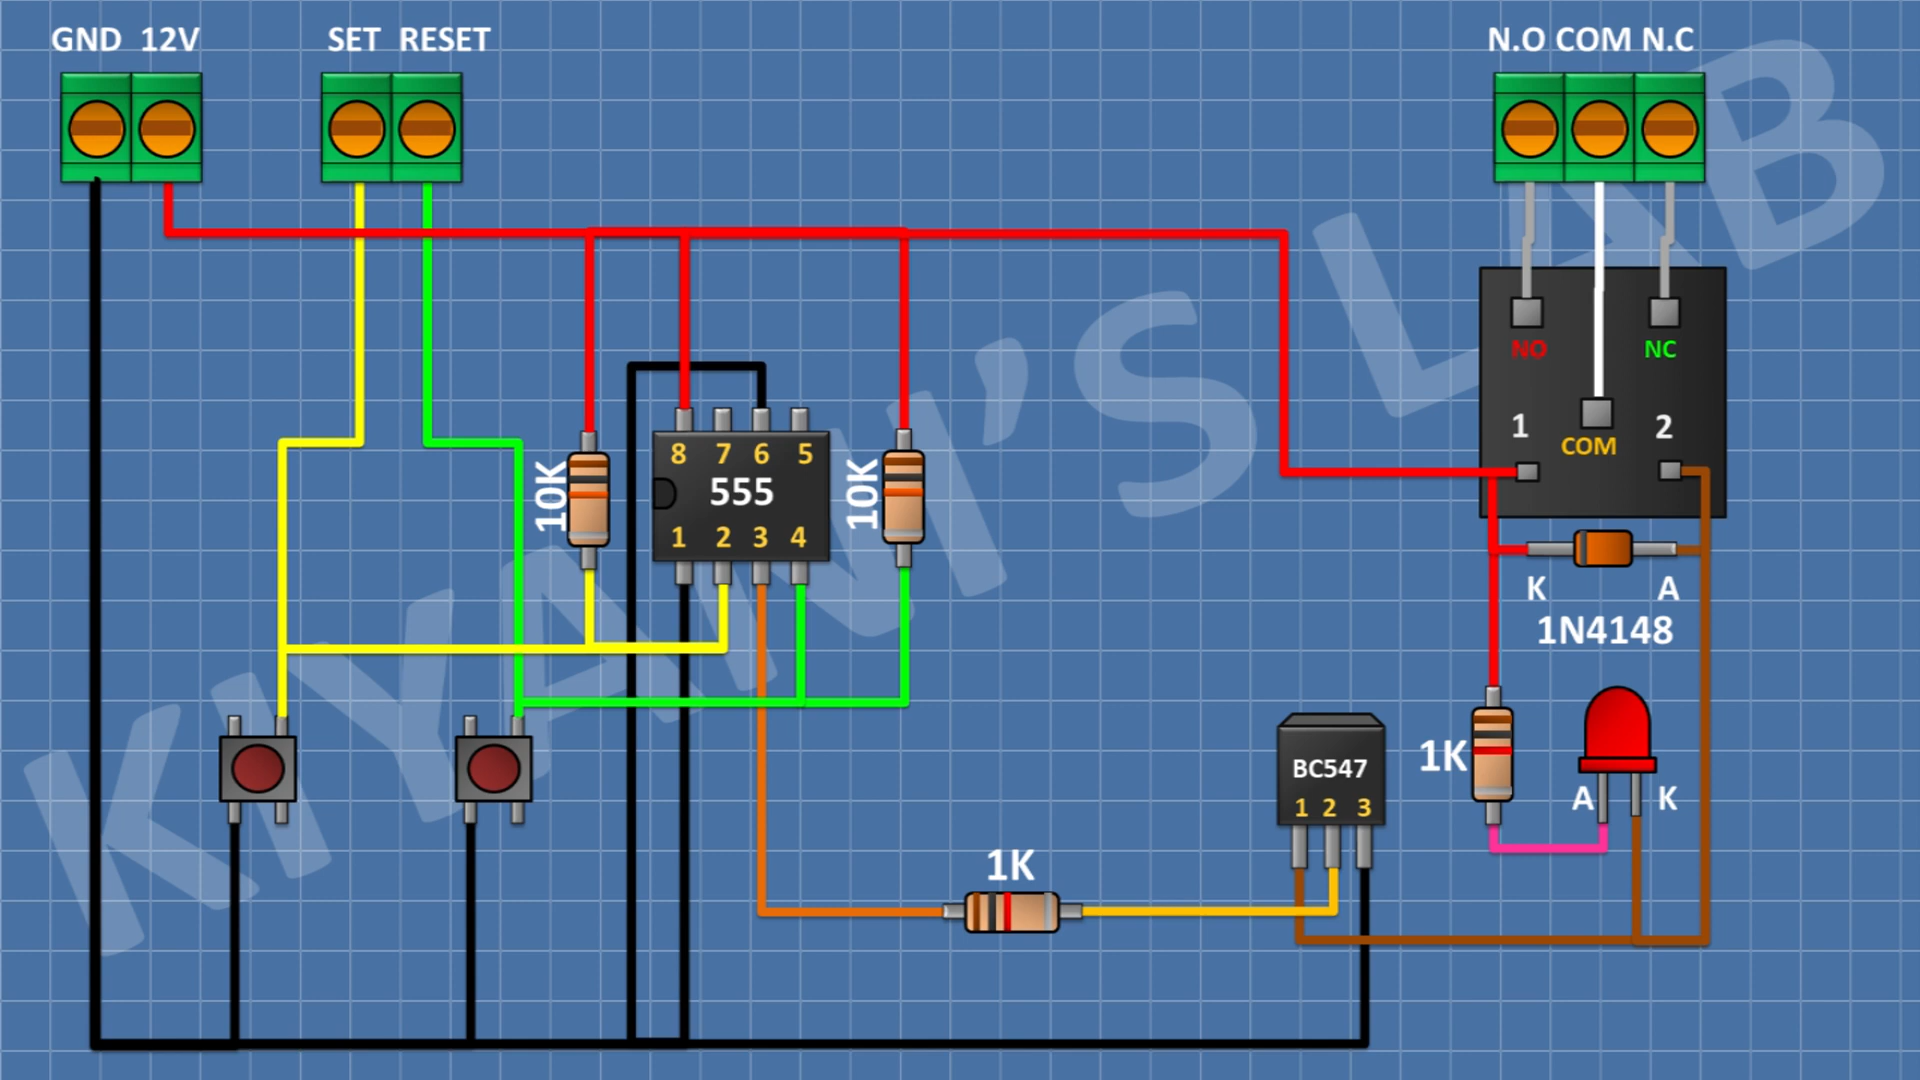 GND 12V
SET RESET
N.O COM N.C
NO
NC
1
COM
2
10K
8 7 6 5
555
1 2 3 4
10K
K
A
1N4148
BC547
1 2 3
1K
A
K
1K
KIYAN'S LAB